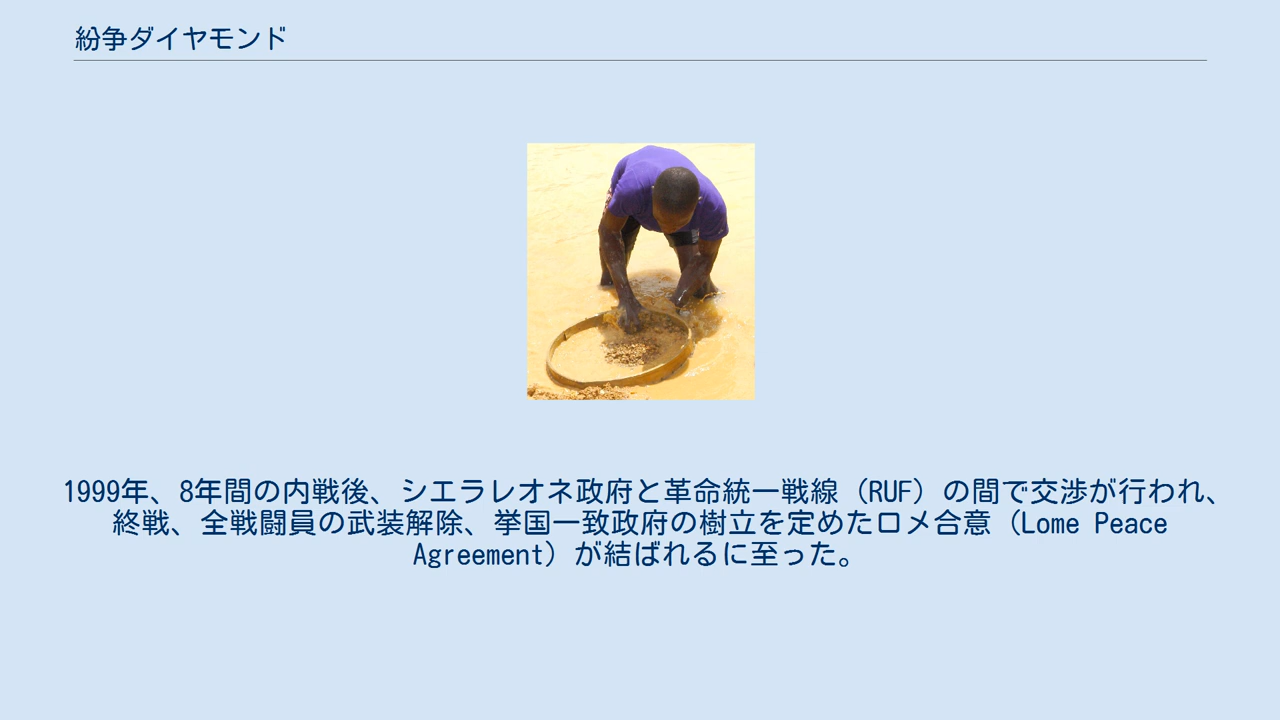 紛争ダイヤモンド
1999年、8年間の内戦後、シエラレオネ政府と革命統一戦線（RUF）の間で交渉が行われ、
終戦、全戦闘員の武装解除、挙国一致政府の樹立を定めたロメ合意（Lome Peace
Agreement）が結ばれるに至った。